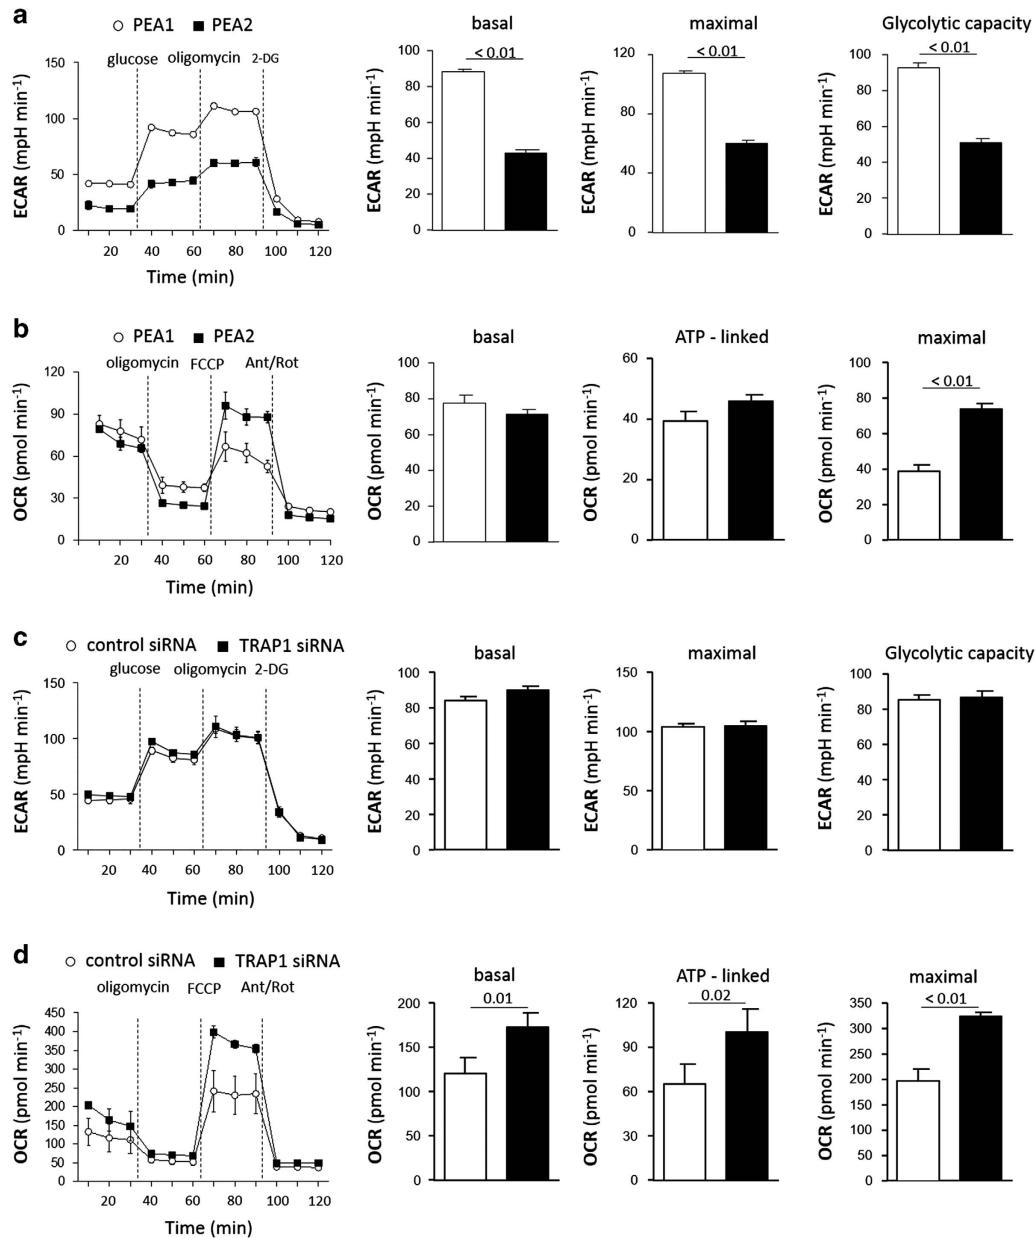 a
PEA1 PEA2
glucose oligomycin 2-DG
ECAR (mpH min⁻¹)
150
100
50
0
20 40 60 80 100 120
Time (min)
basal
< 0.01
ECAR (mpH min⁻¹)
100
80
60
40
20
0
maximal
< 0.01
ECAR (mpH min⁻¹)
120
80
40
0
Glycolytic capacity
< 0.01
ECAR (mpH min⁻¹)
100
80
60
40
20
0
b
PEA1 PEA2
oligomycin FCCP Ant/Rot
OCR (pmol min⁻¹)
120
90
60
30
0
20 40 60 80 100 120
Time (min)
basal
OCR (pmol min⁻¹)
100
80
60
40
20
0
ATP - linked
OCR (pmol min⁻¹)
60
40
20
0
maximal
< 0.01
OCR (pmol min⁻¹)
100
80
60
40
20
0
c
control siRNA TRAP1 siRNA
glucose oligomycin 2-DG
ECAR (mpH min⁻¹)
150
100
50
0
20 40 60 80 100 120
Time (min)
basal
ECAR (mpH min⁻¹)
100
80
60
40
20
0
maximal
ECAR (mpH min⁻¹)
150
100
50
0
Glycolytic capacity
ECAR (mpH min⁻¹)
100
80
60
40
20
0
d
control siRNA TRAP1 siRNA
oligomycin FCCP Ant/Rot
OCR (pmol min⁻¹)
450
400
350
300
250
200
150
100
50
0
20 40 60 80 100 120
Time (min)
basal
0.01
OCR (pmol min⁻¹)
200
150
100
50
0
ATP - linked
0.02
OCR (pmol min⁻¹)
120
90
60
30
0
maximal
< 0.01
OCR (pmol min⁻¹)
350
300
250
200
150
100
50
0